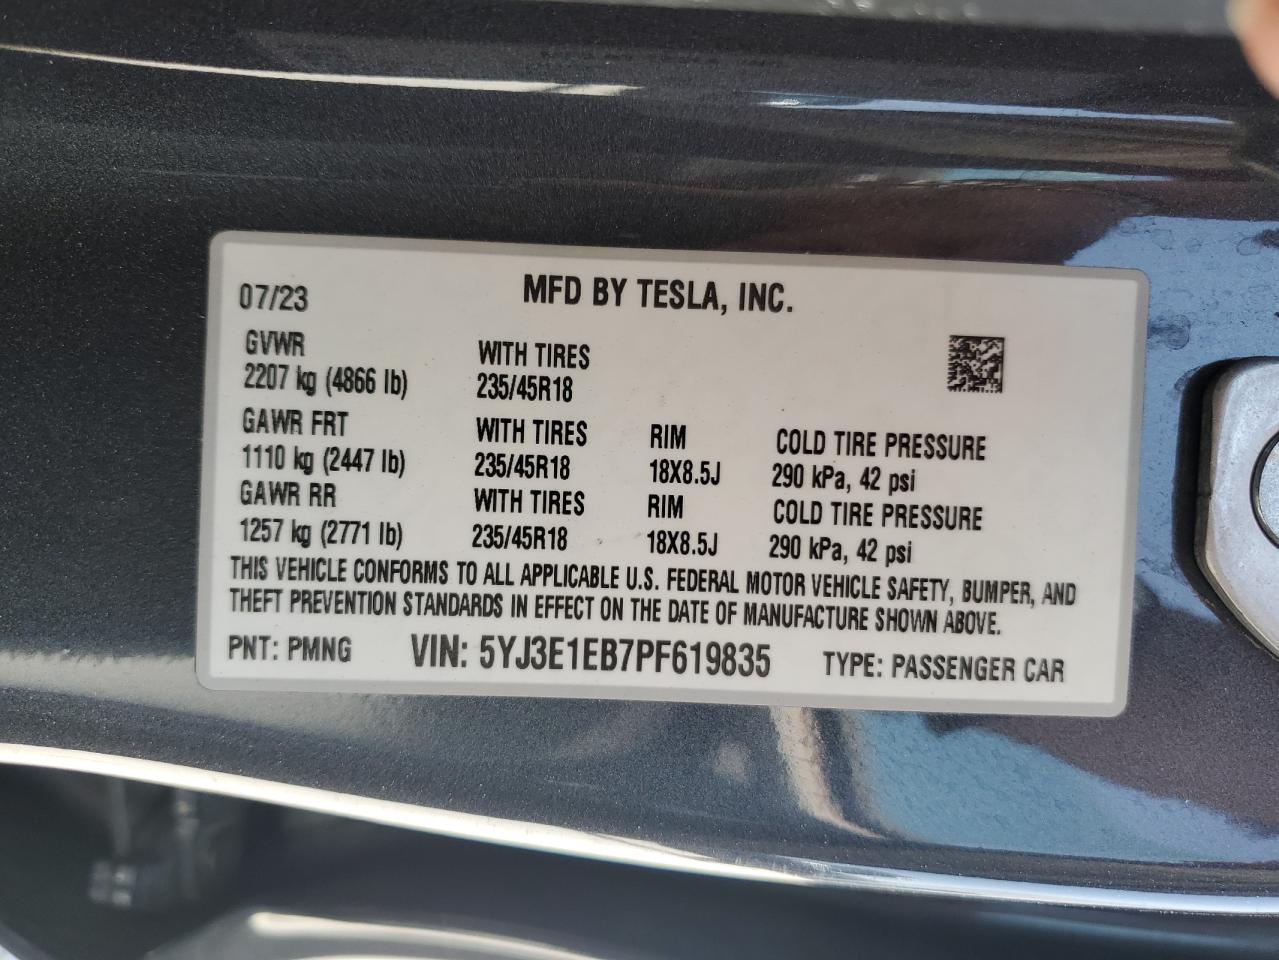 MFD BY TESLA, INC.
07/23
GVWR WITH TIRES
2207 kg (4866 lb) 235/45R18
GAWR FRT WITH TIRES RIM COLD TIRE PRESSURE
1110 kg (2447 lb) 235/45R18 18X8.5J 290 kPa, 42 psi
GAWR RR WITH TIRES RIM COLD TIRE PRESSURE
1257 kg (2771 lb) 235/45R18 18X8.5J 290 kPa, 42 psi
THIS VEHICLE CONFORMS TO ALL APPLICABLE U.S. FEDERAL MOTOR VEHICLE SAFETY, BUMPER, AND
THEFT PREVENTION STANDARDS IN EFFECT ON THE DATE OF MANUFACTURE SHOWN ABOVE.
PNT: PMNG VIN: 5YJ3E1EB7PF619835 TYPE: PASSENGER CAR